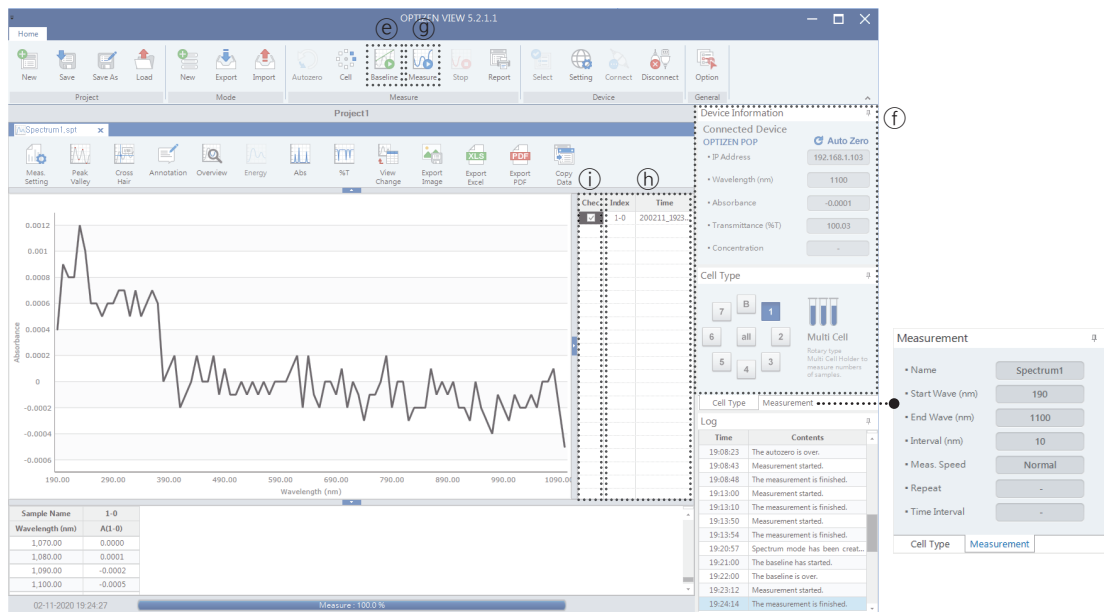 OPTIZEN VIEW 5.2.1.1
Home
ⓔ ⓖ
New Save Save As Load New Export Import Autozero Cell Baseline Measure Stop Report Select Setting Connect Disconnect Option
Project Mode Measure Device General
Project1
Spectrum1.spt x
Meas. Setting
Peak Valley
Cross Hair
Annotation
Overview
Energy
Abs
%T
View Change
Export Image
XLS
Export Excel
PDF
Export PDF
Copy Data
ⓘ ⓗ
Chec Index Time
1-0 200211_1923..
0.0012
0.001
0.0008
0.0006
0.0004
0.0002
0
-0.0002
-0.0004
-0.0006
Absorbance
190.00 290.00 390.00 490.00 590.00 690.00 790.00 890.00 990.00 1090.0
Wavelength (nm)
Sample Name 1-0
Wavelength (nm) A(1-0)
1,070.00 0.0000
1,080.00 0.0001
1,090.00 -0.0002
1,100.00 -0.0005
02-11-2020 19:24:27
Measure : 100.0 %
ⓕ
Device Information
Connected Device
OPTIZEN POP
Auto Zero
• IP Address 192.168.1.103
• Wavelength (nm) 1100
• Absorbance -0.0001
• Transmittance (%T) 100.03
• Concentration -
Cell Type
7 B 1
6 all 2
5 4 3
Multi Cell
Rotary type
Multi Cell Holder to
measure numbers
of samples.
Cell Type Measurement
Log
Time Contents
19:08:23 The autozero is over.
19:08:43 Measurement started.
19:08:48 The measurement is finished.
19:13:00 Measurement started.
19:13:10 The measurement is finished.
19:13:50 Measurement started.
19:13:54 The measurement is finished.
19:20:57 Spectrum mode has been creat...
19:21:00 The baseline has started.
19:22:00 The baseline is over.
19:23:12 Measurement started.
19:24:14 The measurement is finished.
Measurement
• Name Spectrum1
• Start Wave (nm) 190
• End Wave (nm) 1100
• Interval (nm) 10
• Meas. Speed Normal
• Repeat -
• Time Interval -
Cell Type Measurement